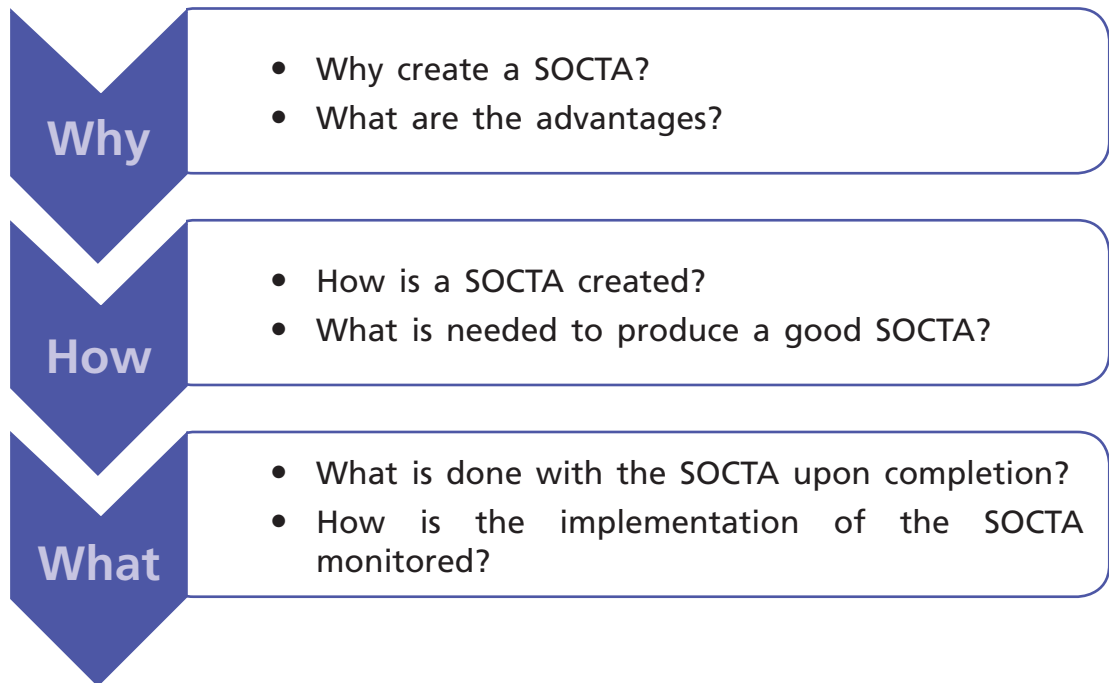 Why
• Why create a SOCTA?
• What are the advantages?
How
• How is a SOCTA created?
• What is needed to produce a good SOCTA?
What
• What is done with the SOCTA upon completion?
• How is the implementation of the SOCTA
monitored?